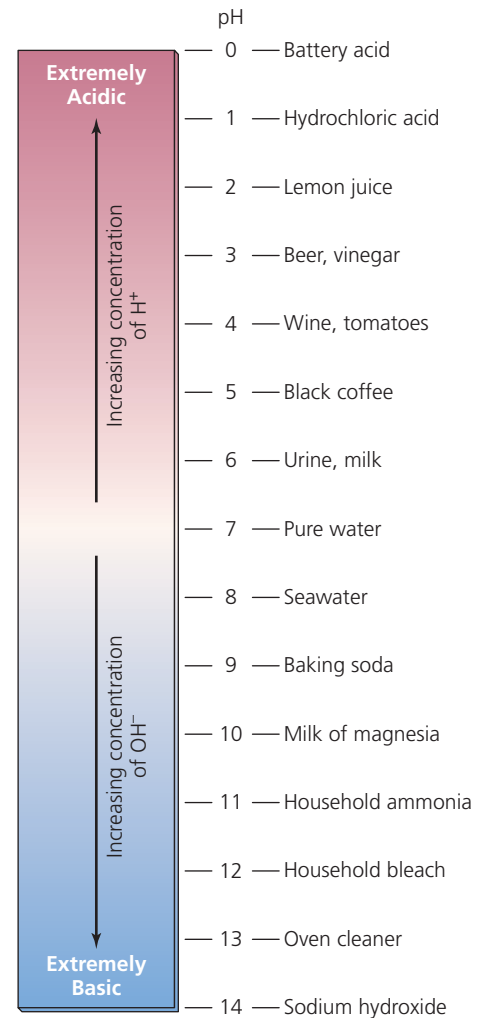 pH
0 Battery acid
Extremely
Acidic
1 Hydrochloric acid
2 Lemon juice
3 Beer, vinegar
4 Wine, tomatoes
5 Black coffee
6 Urine, milk
Increasing concentration
of H⁺
7 Pure water
8 Seawater
9 Baking soda
10 Milk of magnesia
11 Household ammonia
12 Household bleach
13 Oven cleaner
Increasing concentration
of OH⁻
Extremely
Basic
14 Sodium hydroxide